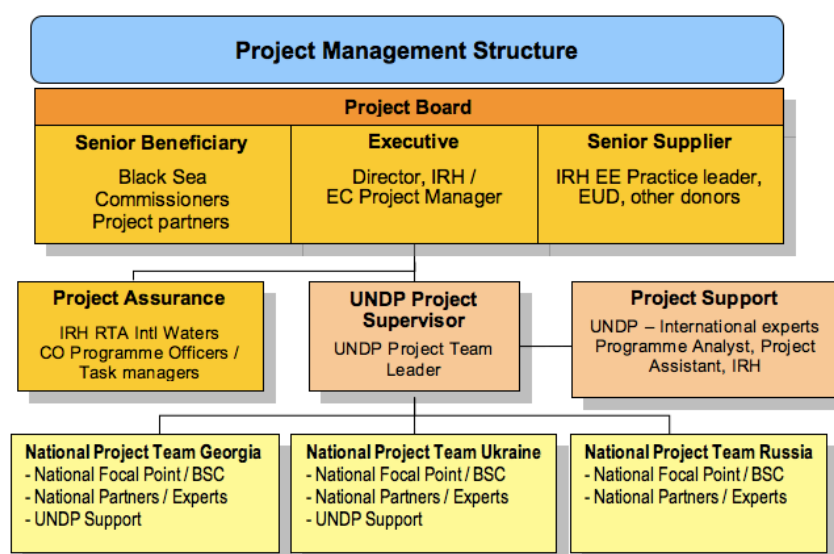 Project Management Structure
Project Board
Senior Beneficiary
Black Sea
Commissioners
Project partners
Executive
Director, IRH /
EC Project Manager
Senior Supplier
IRH EE Practice leader,
EUD, other donors
Project Assurance
IRH RTA Intl Waters
CO Programme Officers /
Task managers
UNDP Project
Supervisor
UNDP Project Team
Leader
Project Support
UNDP – International experts
Programme Analyst, Project
Assistant, IRH
National Project Team Georgia
- National Focal Point / BSC
- National Partners / Experts
- UNDP Support
National Project Team Ukraine
- National Focal Point / BSC
- National Partners / Experts
- UNDP Support
National Project Team Russia
- National Focal Point / BSC
- National Partners / Experts